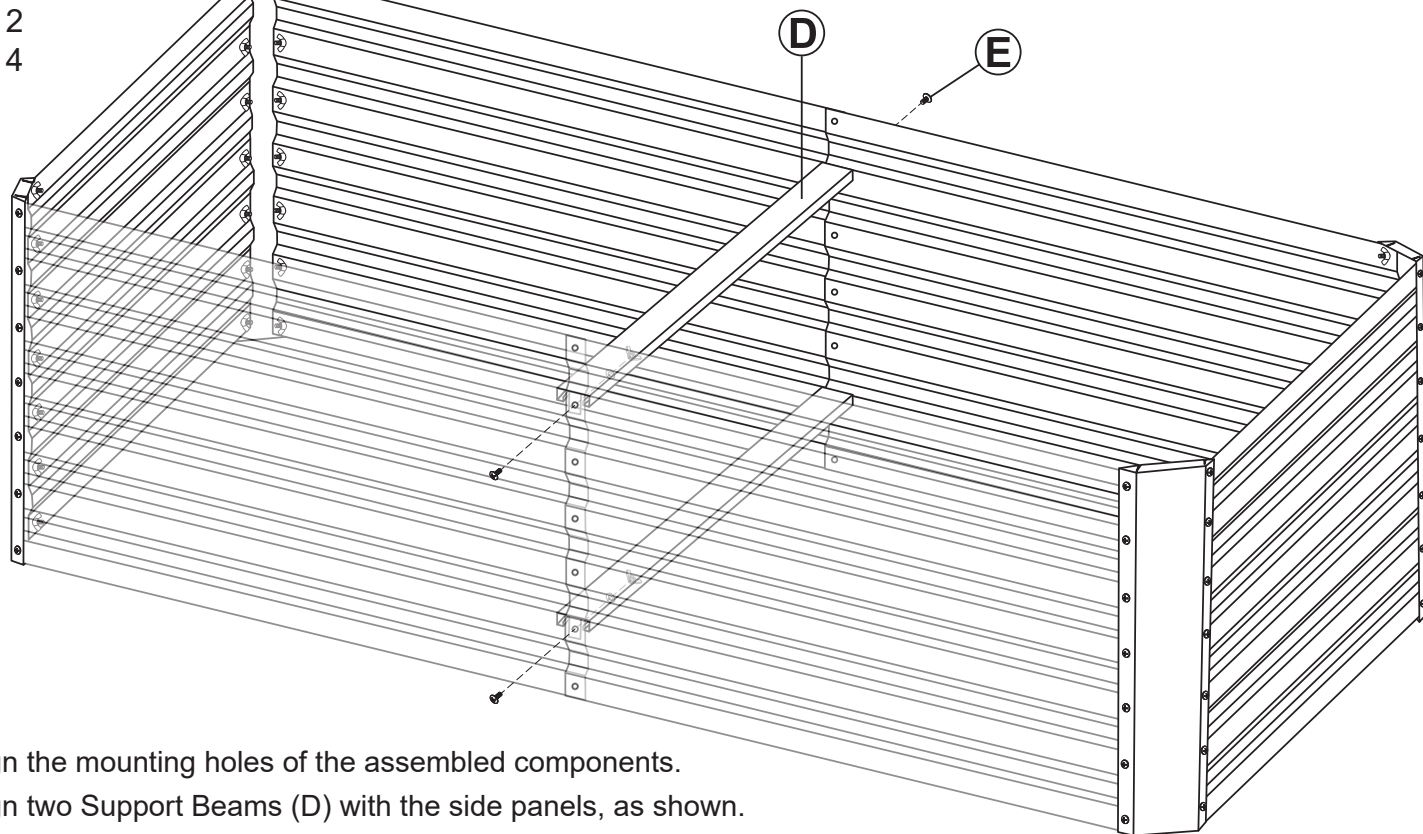 2
D
4
E
the mounting holes of the assembled components.
two Support Beams (D) with the side panels, as shown.